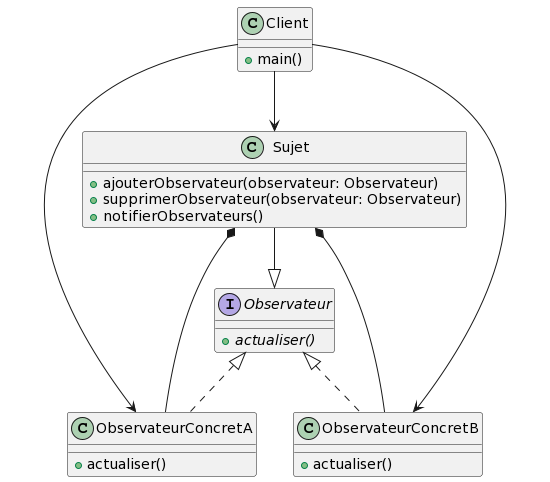 C Client
main()
C Sujet
ajouterObservateur(observateur: Observateur)
supprimerObservateur(observateur: Observateur)
notifierObservateurs()
I Observateur
actualiser()
C ObservateurConcretA
actualiser()
C ObservateurConcretB
actualiser()